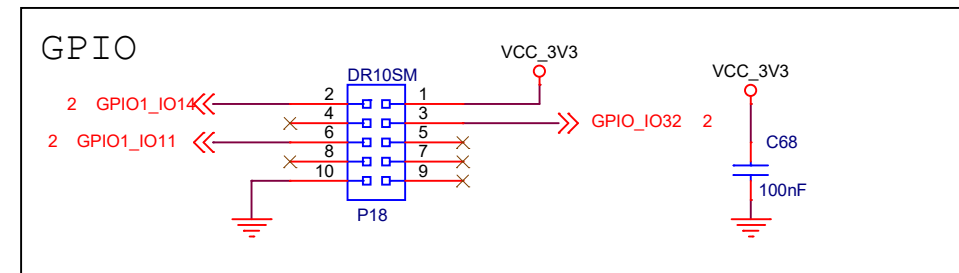 GPIO
VCC_3V3
VCC_3V3
DR10SM
2 GPIO1_IO14
2 1
4 3
GPIO_IO32 2
2 GPIO1_IO11
6 5
8 7
10 9
C68
100nF
P18